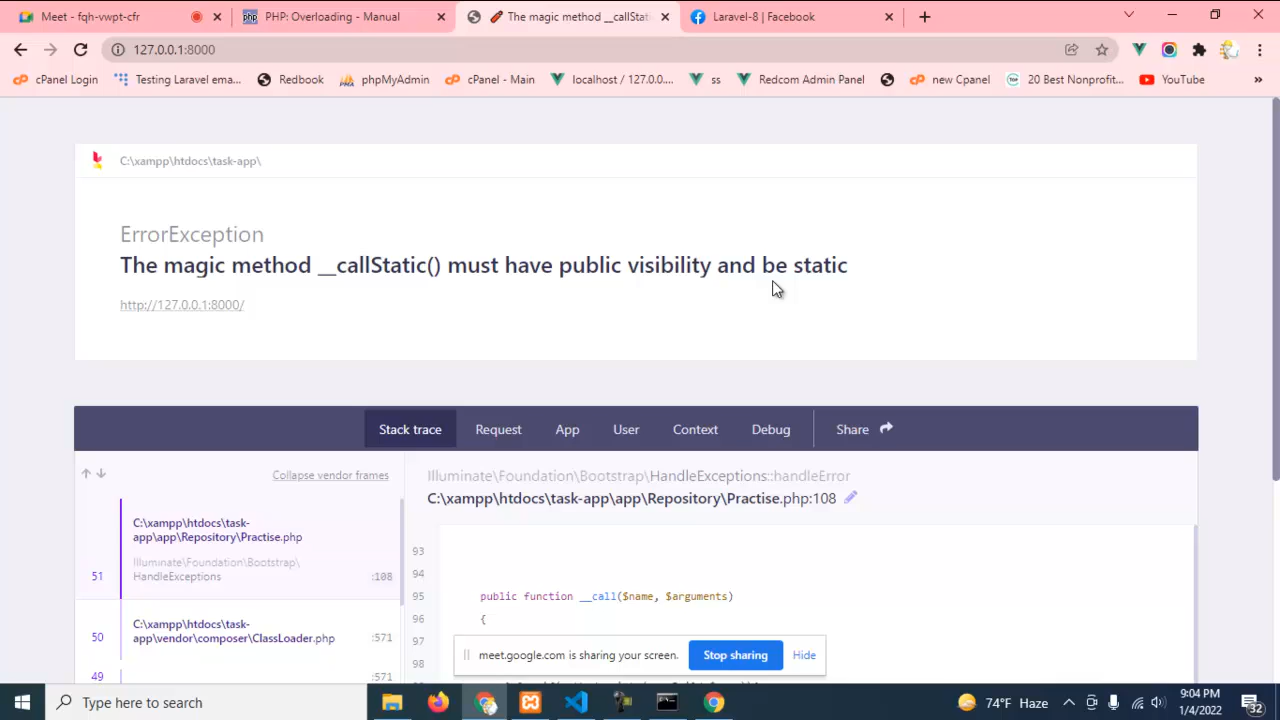 Meet - fqh-vwpt-cfr
php PHP: Overloading - Manual
The magic method __callStati
Laravel-8 | Facebook
127.0.0.1:8000
cPanel Login
Testing Laravel ema...
Redbook
phpMyAdmin
cPanel - Main
localhost / 127.0.0....
ss
Redcom Admin Panel
new Cpanel
TOP
20 Best Nonprofit...
YouTube
»
C:\xampp\htdocs\task-app\
ErrorException
The magic method __callStatic() must have public visibility and be static
http://127.0.0.1:8000/
Stack trace
Request
App
User
Context
Debug
Share
Collapse vendor frames
Illuminate\Foundation\Bootstrap\HandleExceptions::handleError
C:\xampp\htdocs\task-app\app\Repository\Practise.php:108
C:\xampp\htdocs\task-
app\app\Repository\Practise.php
Illuminate\Foundation\Bootstrap\
51 HandleExceptions :108
C:\xampp\htdocs\task-
50 app\vendor\composer\ClassLoader.php :571
49 :571
93
94
95 public function __call($name, $arguments)
96 {
97
98
meet.google.com is sharing your screen.
Stop sharing
Hide
Type here to search
74°F Haze
9:04 PM
1/4/2022
32